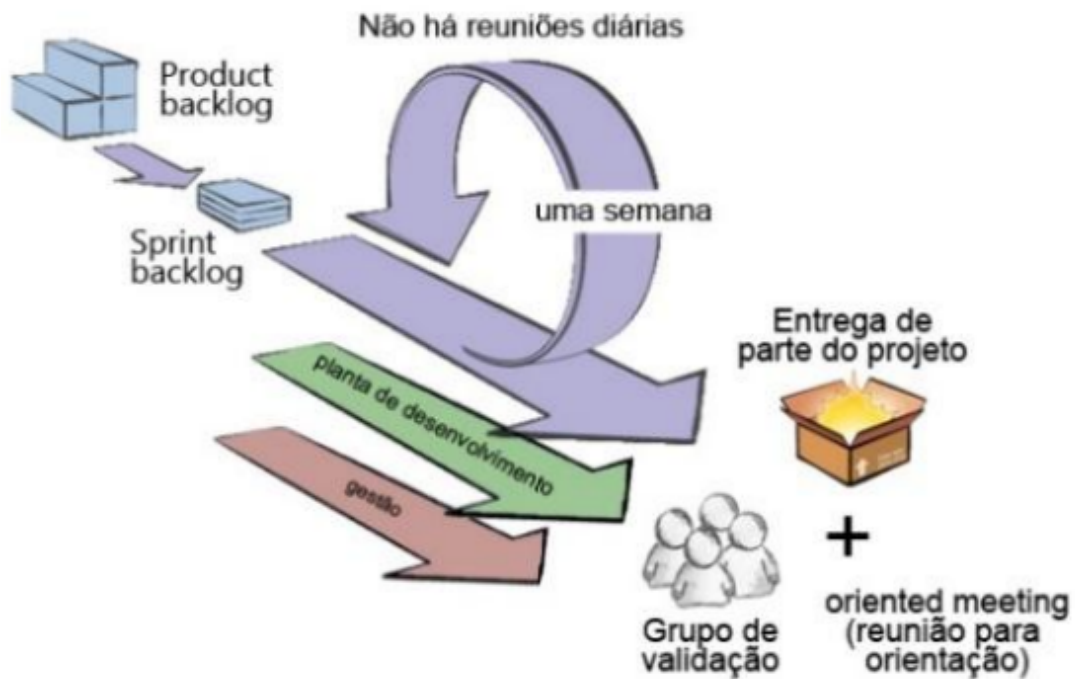 Não há reuniões diárias
Product
backlog
uma semana
Sprint
backlog
Entrega de
parte do projeto
planta de desenvolvimento
gestão
+
Grupo de
validação
oriented meeting
(reunião para
orientação)